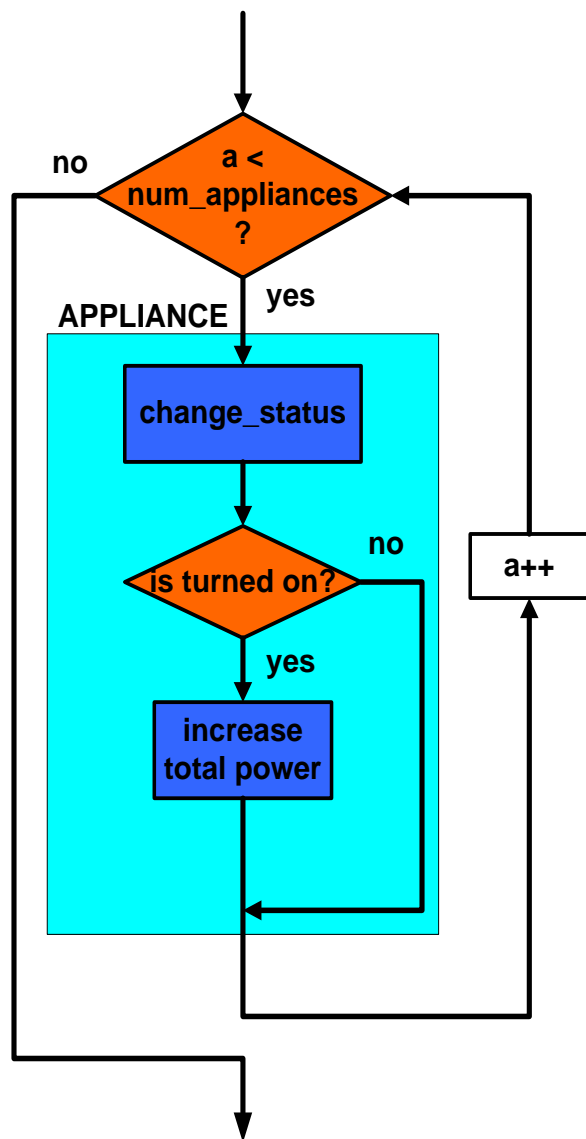 no
a <
num_appliances
?
yes
APPLIANCE
change_status
is turned on?
no
a++
yes
increase
total power